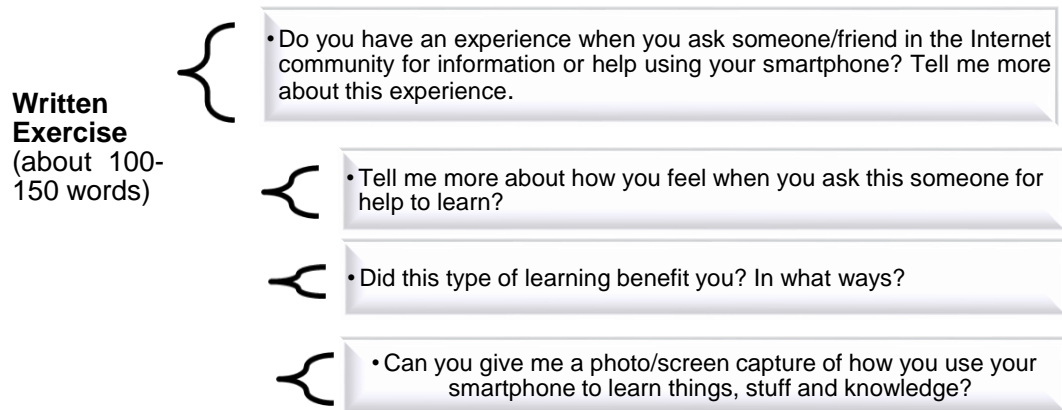 • Do you have an experience when you ask someone/friend in the Internet
community for information or help using your smartphone? Tell me more
about this experience.
Written
Exercise
(about 100-
150 words)
• Tell me more about how you feel when you ask this someone for
help to learn?
• Did this type of learning benefit you? In what ways?
• Can you give me a photo/screen capture of how you use your
smartphone to learn things, stuff and knowledge?